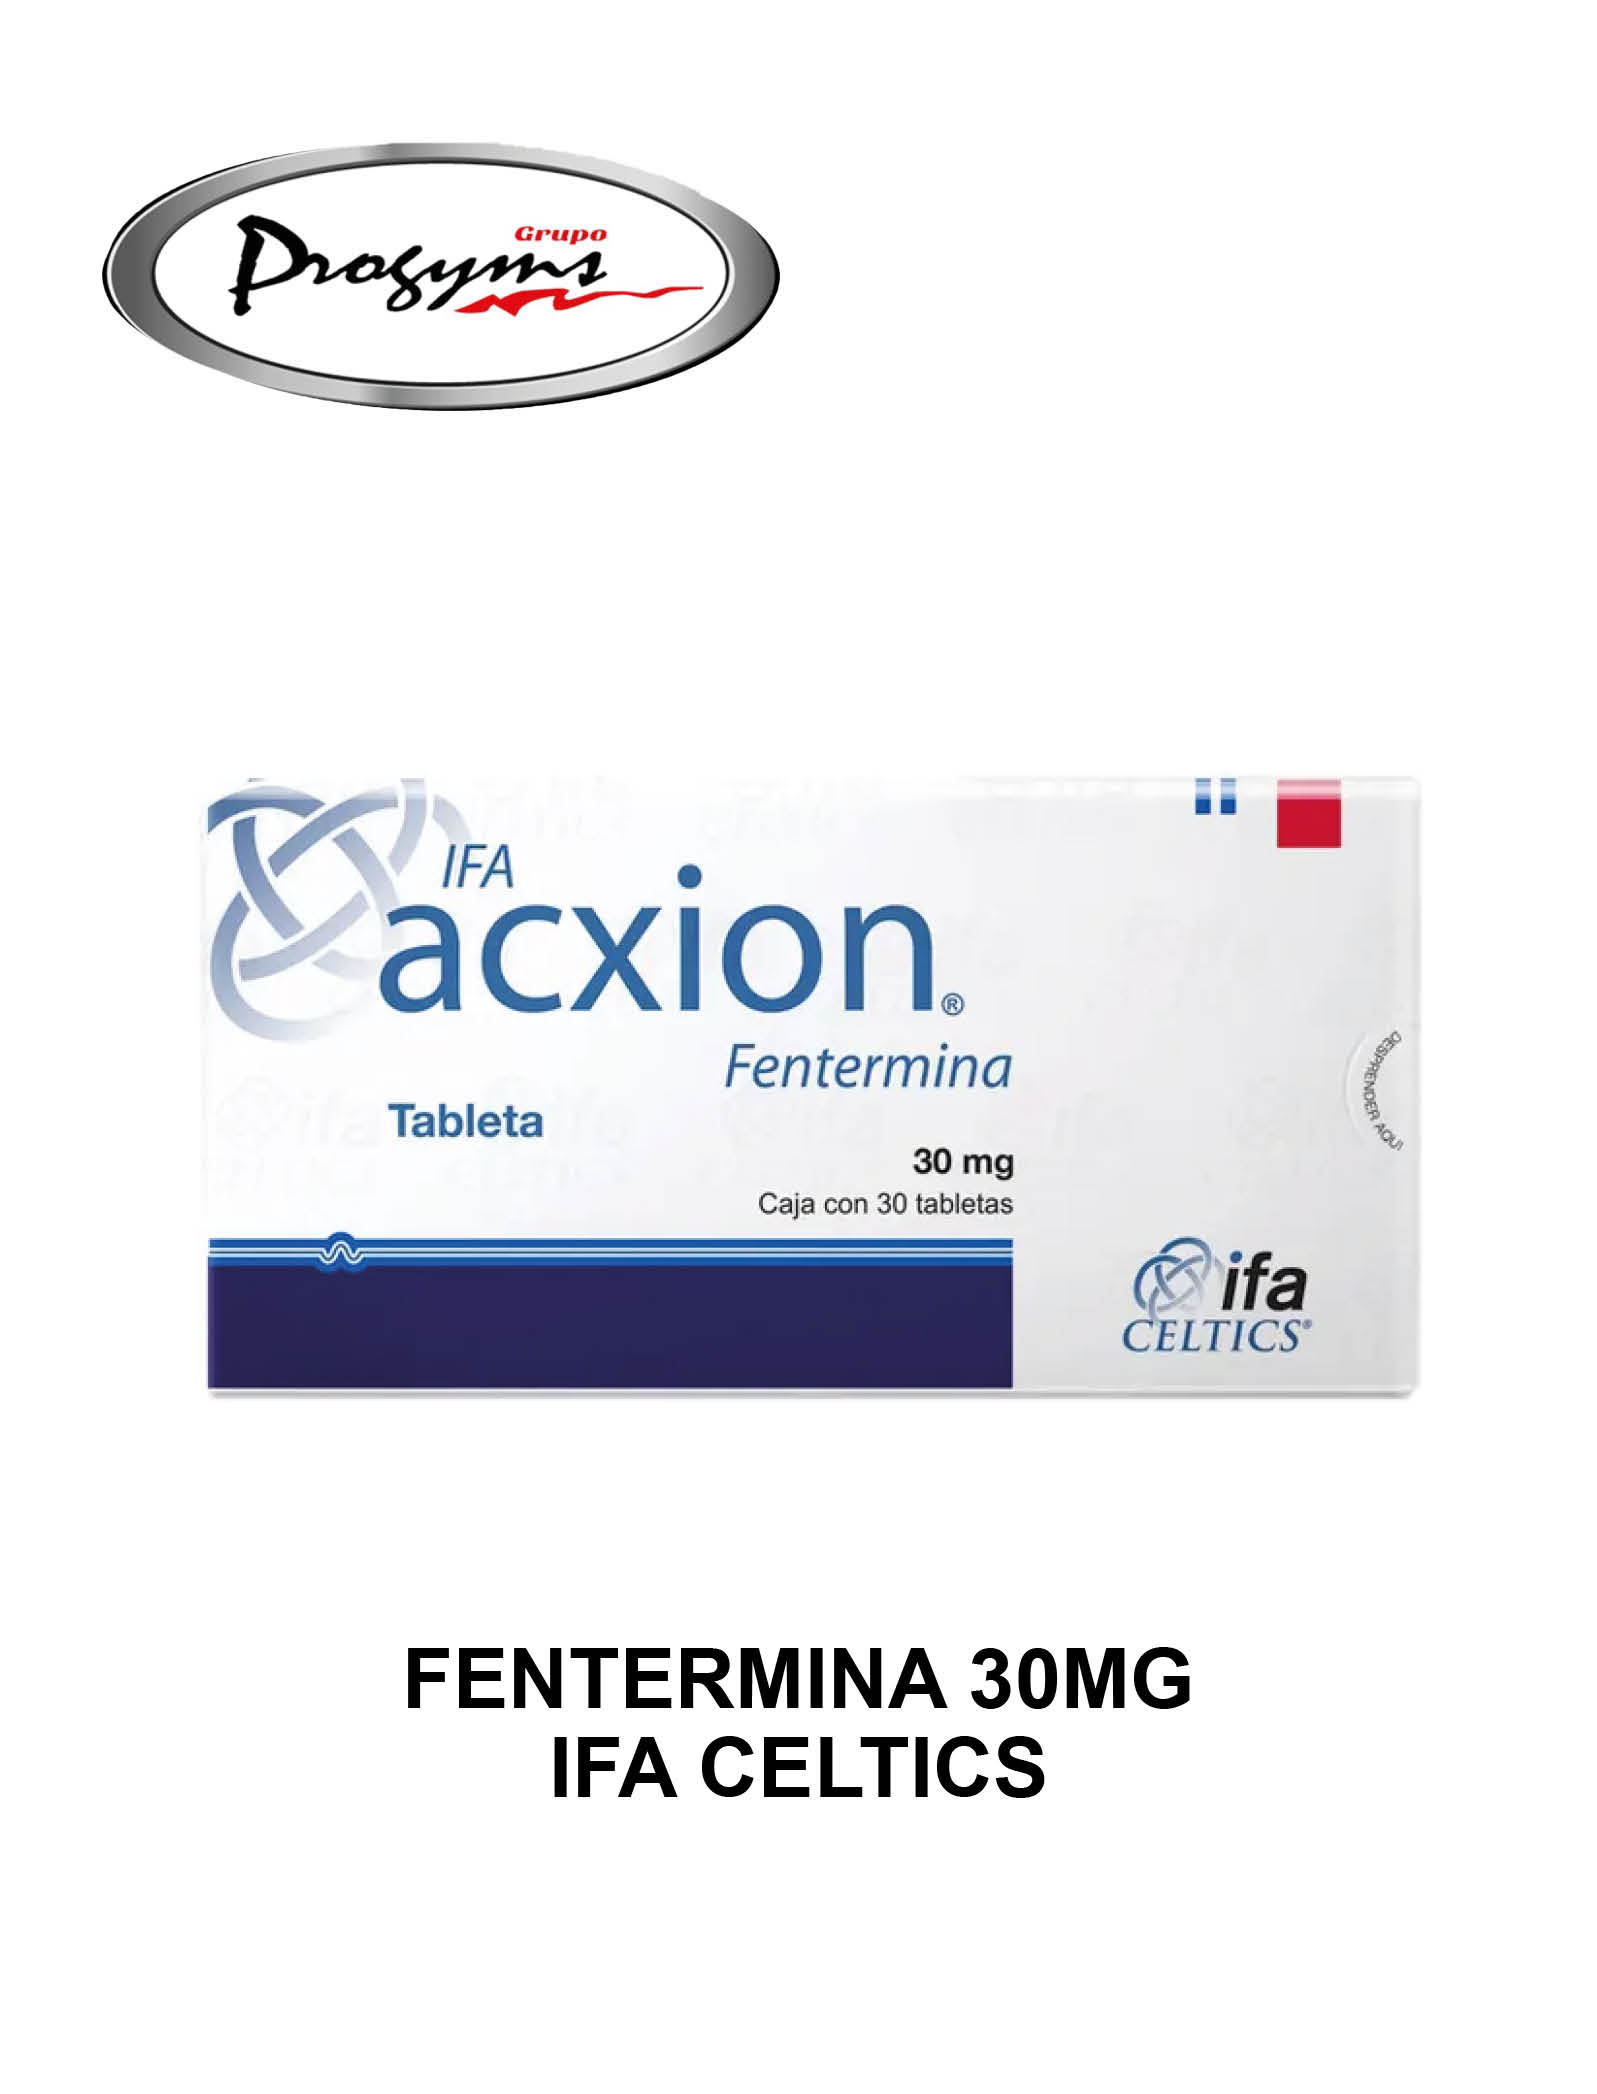 Grupo
Progyms
IFA
acxion®
Fentermina
Tableta
30 mg
Caja con 30 tabletas
DESPRENDER AQUI
ifa
CELTICS®
FENTERMINA 30MG
IFA CELTICS